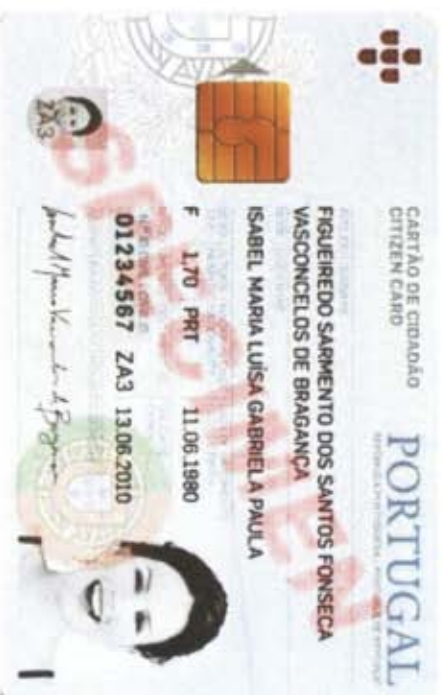 CARTÃO DE CIDADÃO
CITIZEN CARD
PORTUGAL
FIGUEIREDO SARMENTO DOS SANTOS FONSECA
VASCONCELOS DE BRAGANÇA
ISABEL MARIA LUÍSA GABRIELA PAULA
F 1,70 PRT 11.06.1980
01234567 ZA3 13.06.2010
ZA3
SPECIMEN